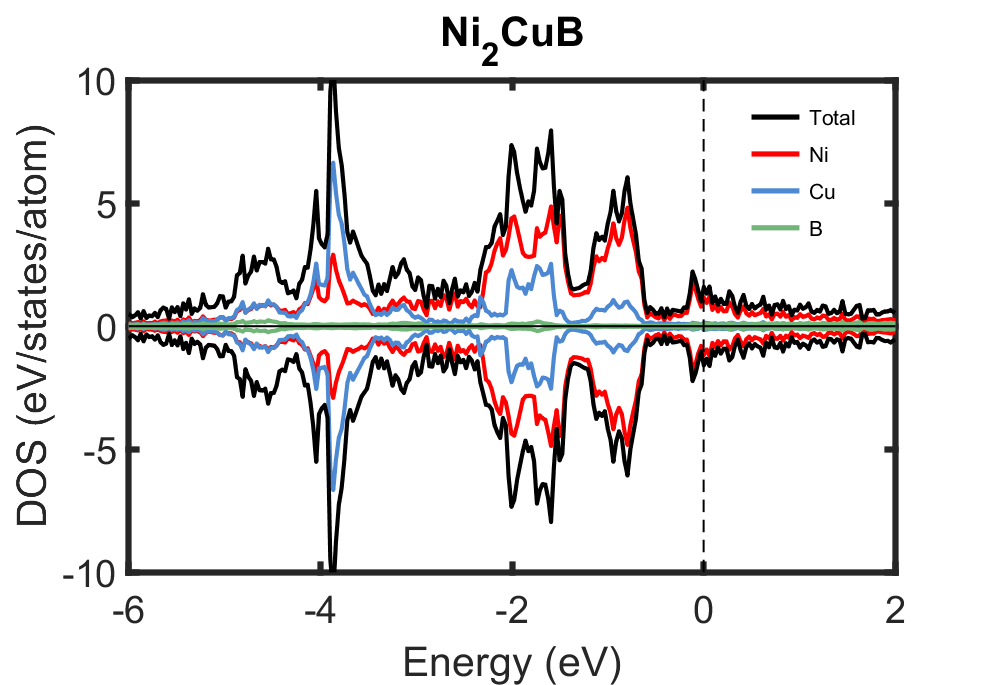 Ni₂CuB
DOS (eV/states/atom)
10
5
0
-5
-10
Total
Ni
Cu
B
-6 -4 -2 0 2
Energy (eV)